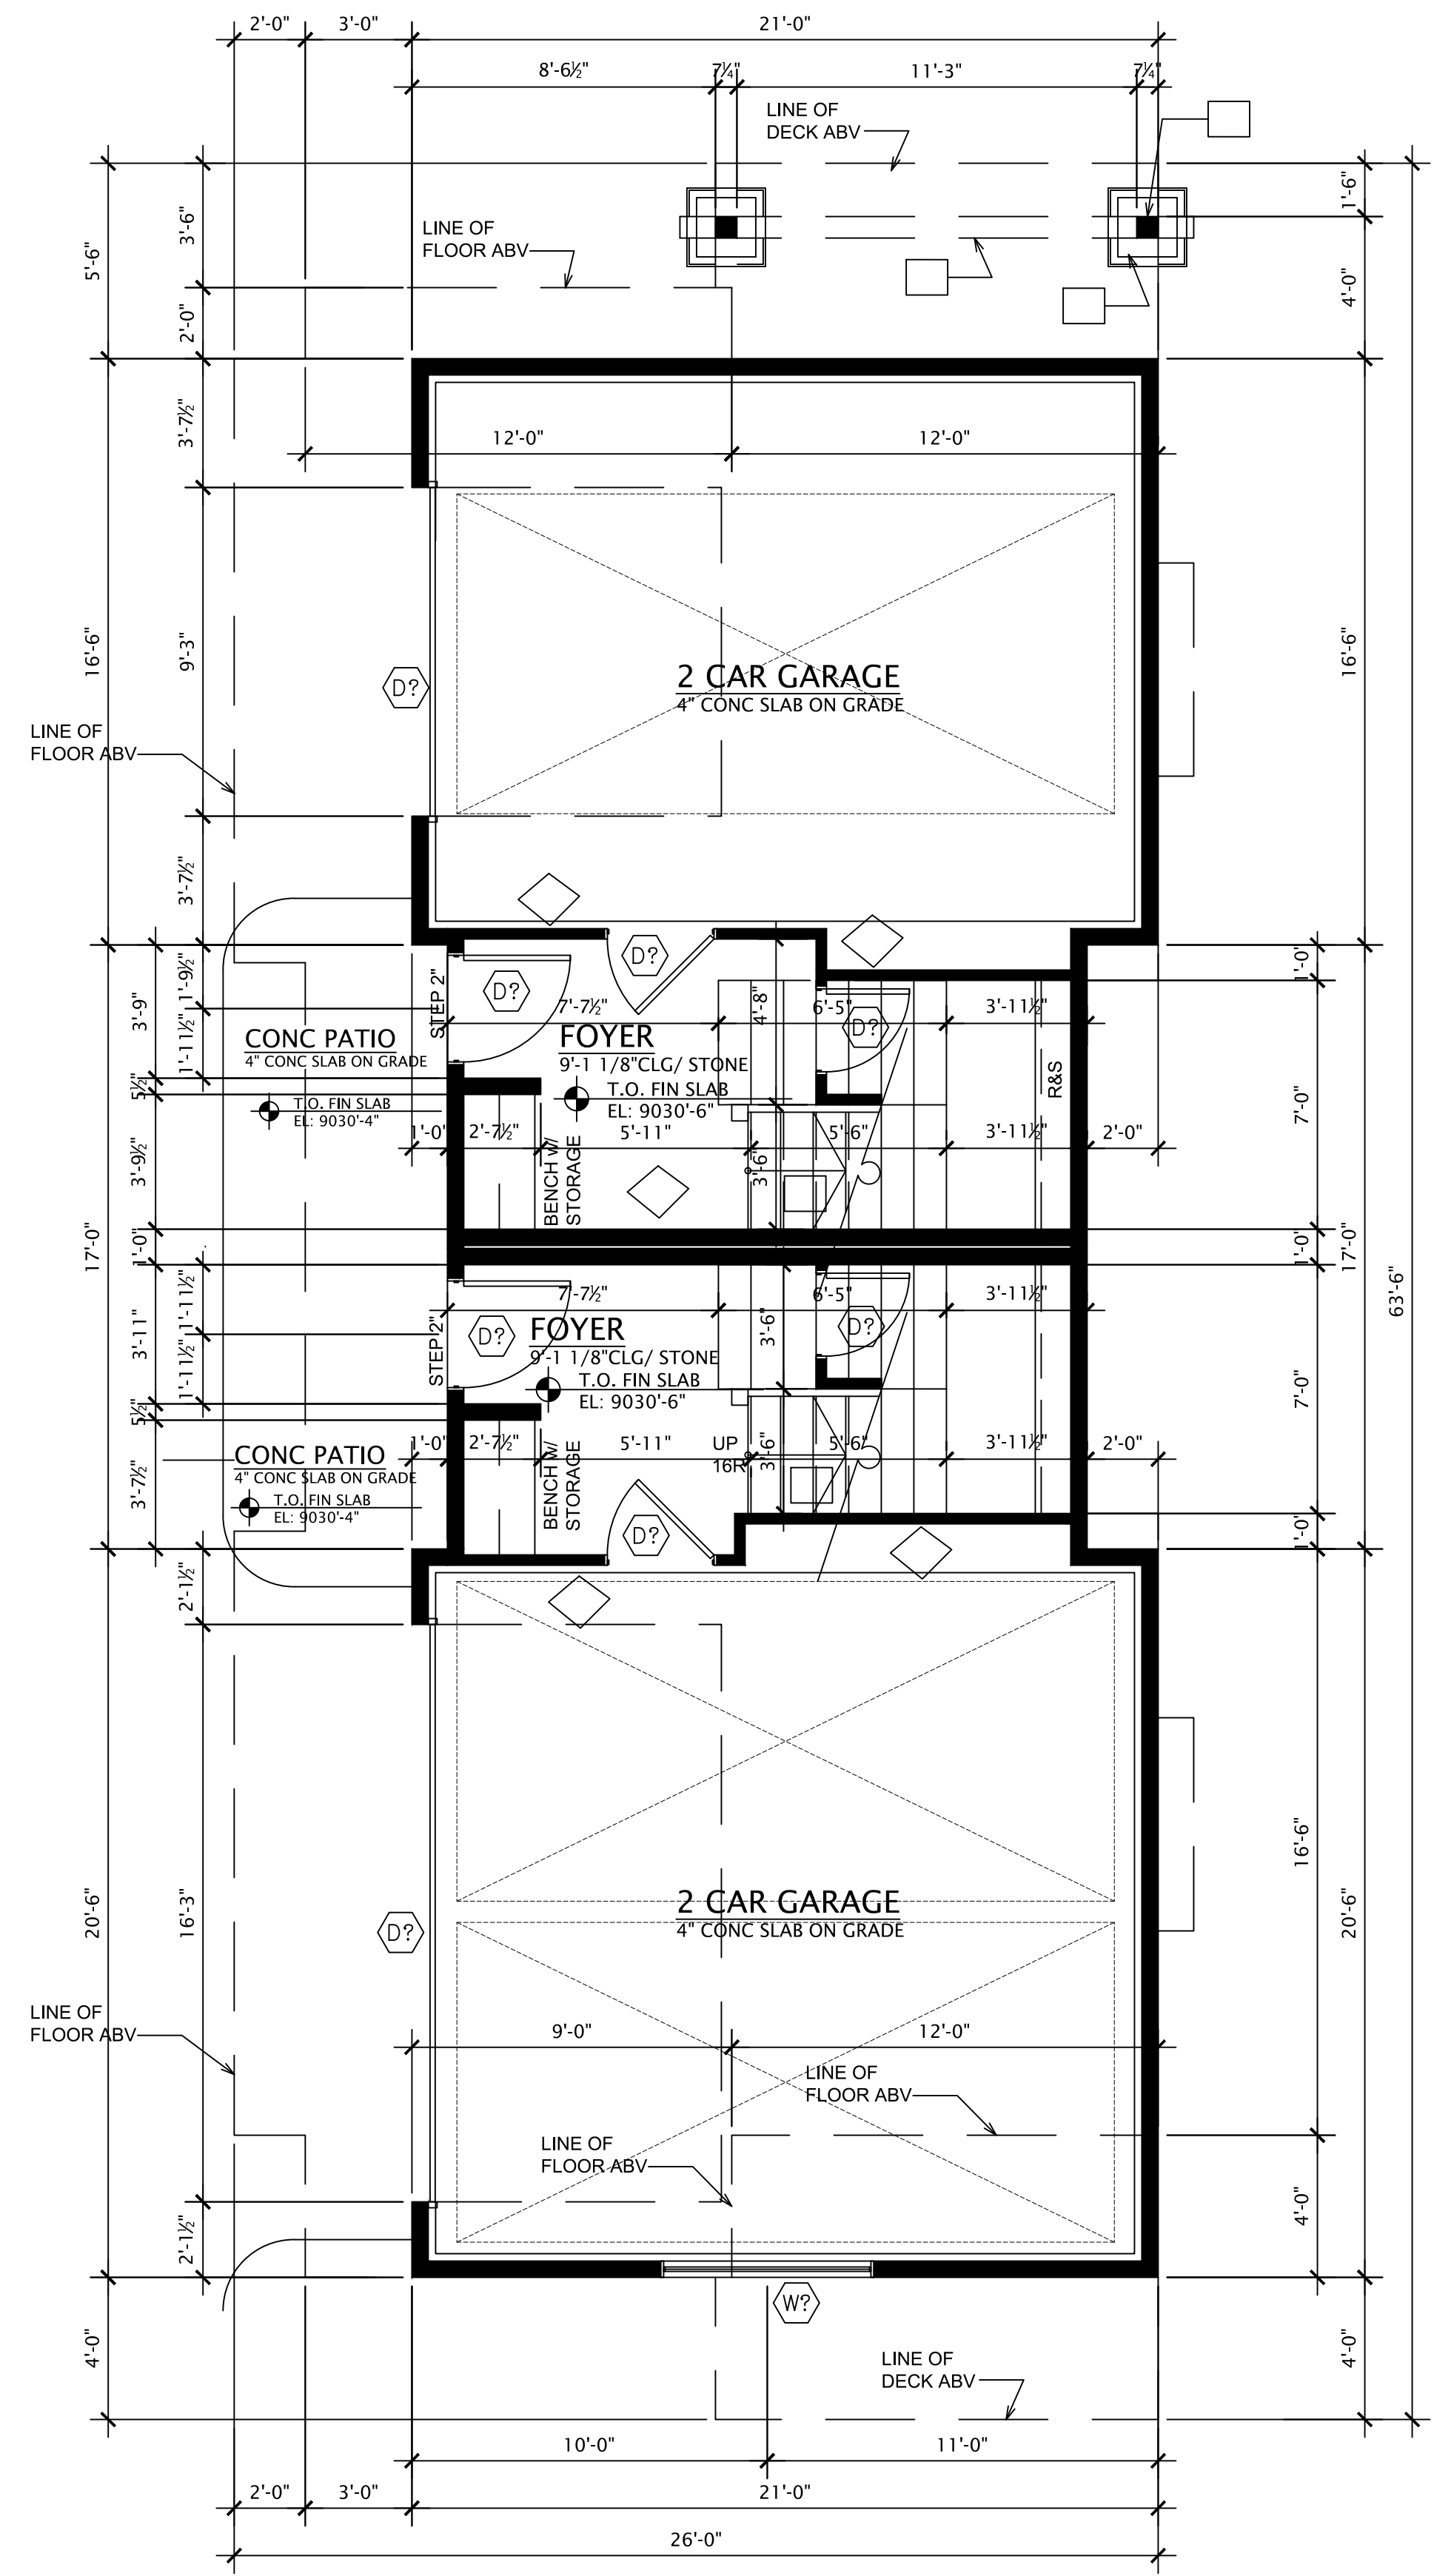 2'-0"
3'-0"
21'-0"
8'-6½"
7¼"
11'-3"
7¼"
LINE OF
DECK ABV
LINE OF
FLOOR ABV
5'-6"
3'-6"
2'-0"
1'-6"
4'-0"
3'-7½"
12'-0"
12'-0"
16'-6"
9'-3"
D?
2 CAR GARAGE
4" CONC SLAB ON GRADE
16'-6"
LINE OF
FLOOR ABV
3'-7½"
D?
D?
STEP 2"
3'-9"
1'-9½"
1'-11½"
5½"
CONC PATIO
4" CONC SLAB ON GRADE
T.O. FIN SLAB
EL: 9030'-4"
7'-7½"
4'-8"
6'-5"
D?
3'-11½"
1'-0"
FOYER
9'-1 1/8"CLG/ STONE
T.O. FIN SLAB
EL: 9030'-6"
R&S
7'-0"
1'-0"
2'-7½"
5'-11"
5'-6"
3'-11½"
2'-0"
BENCH W/
STORAGE
3'-6"
3'-9½"
17'-0"
1'-0"
1'-0"
17'-0"
63'-6"
3'-11"
1'-11½"
1'-11½"
5½"
STEP 2"
D?
7'-7½"
6'-5"
3'-11½"
D?
3'-6"
FOYER
9'-1 1/8"CLG/ STONE
T.O. FIN SLAB
EL: 9030'-6"
7'-0"
CONC PATIO
4" CONC SLAB ON GRADE
T.O. FIN SLAB
EL: 9030'-4"
1'-0"
2'-7½"
5'-11"
UP
16R
3'-6"
5'-6"
3'-11½"
2'-0"
3'-7½"
BENCH W/
STORAGE
D?
1'-0"
2'-1½"
20'-6"
16'-3"
D?
2 CAR GARAGE
4" CONC SLAB ON GRADE
16'-6"
20'-6"
LINE OF
FLOOR ABV
9'-0"
12'-0"
LINE OF
FLOOR ABV
LINE OF
FLOOR ABV
4'-0"
2'-1½"
W?
4'-0"
4'-0"
LINE OF
DECK ABV
10'-0"
11'-0"
2'-0"
3'-0"
21'-0"
26'-0"